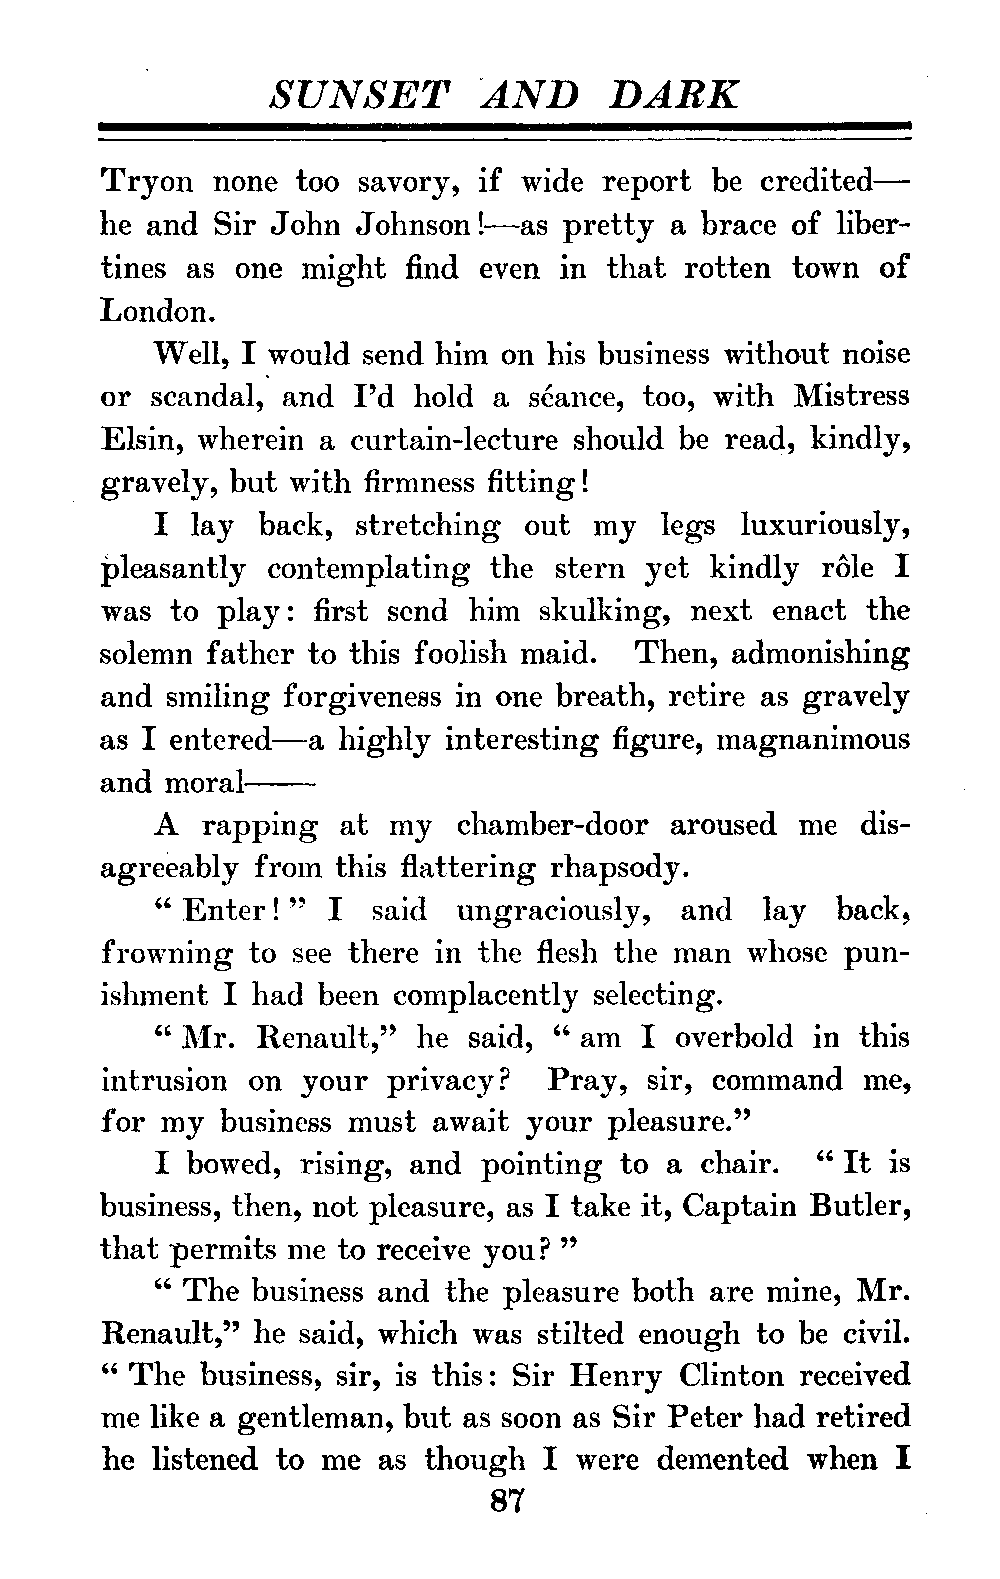 SUNSET AND DARK
Tryon none too savory, if wide report be credited—
he and Sir John Johnson!—as pretty a brace of liber-
tines as one might find even in that rotten town of
London.
Well, I would send him on his business without noise
or scandal, and I'd hold a séance, too, with Mistress
Elsin, wherein a curtain-lecture should be read, kindly,
gravely, but with firmness fitting!
I lay back, stretching out my legs luxuriously,
pleasantly contemplating the stern yet kindly rôle I
was to play: first send him skulking, next enact the
solemn father to this foolish maid. Then, admonishing
and smiling forgiveness in one breath, retire as gravely
as I entered—a highly interesting figure, magnanimous
and moral——
A rapping at my chamber-door aroused me dis-
agreeably from this flattering rhapsody.
“ Enter! ” I said ungraciously, and lay back,
frowning to see there in the flesh the man whose pun-
ishment I had been complacently selecting.
“ Mr. Renault,” he said, “ am I overbold in this
intrusion on your privacy? Pray, sir, command me,
for my business must await your pleasure.”
I bowed, rising, and pointing to a chair. “ It is
business, then, not pleasure, as I take it, Captain Butler,
that permits me to receive you? ”
“ The business and the pleasure both are mine, Mr.
Renault,” he said, which was stilted enough to be civil.
“ The business, sir, is this: Sir Henry Clinton received
me like a gentleman, but as soon as Sir Peter had retired
he listened to me as though I were demented when I
87